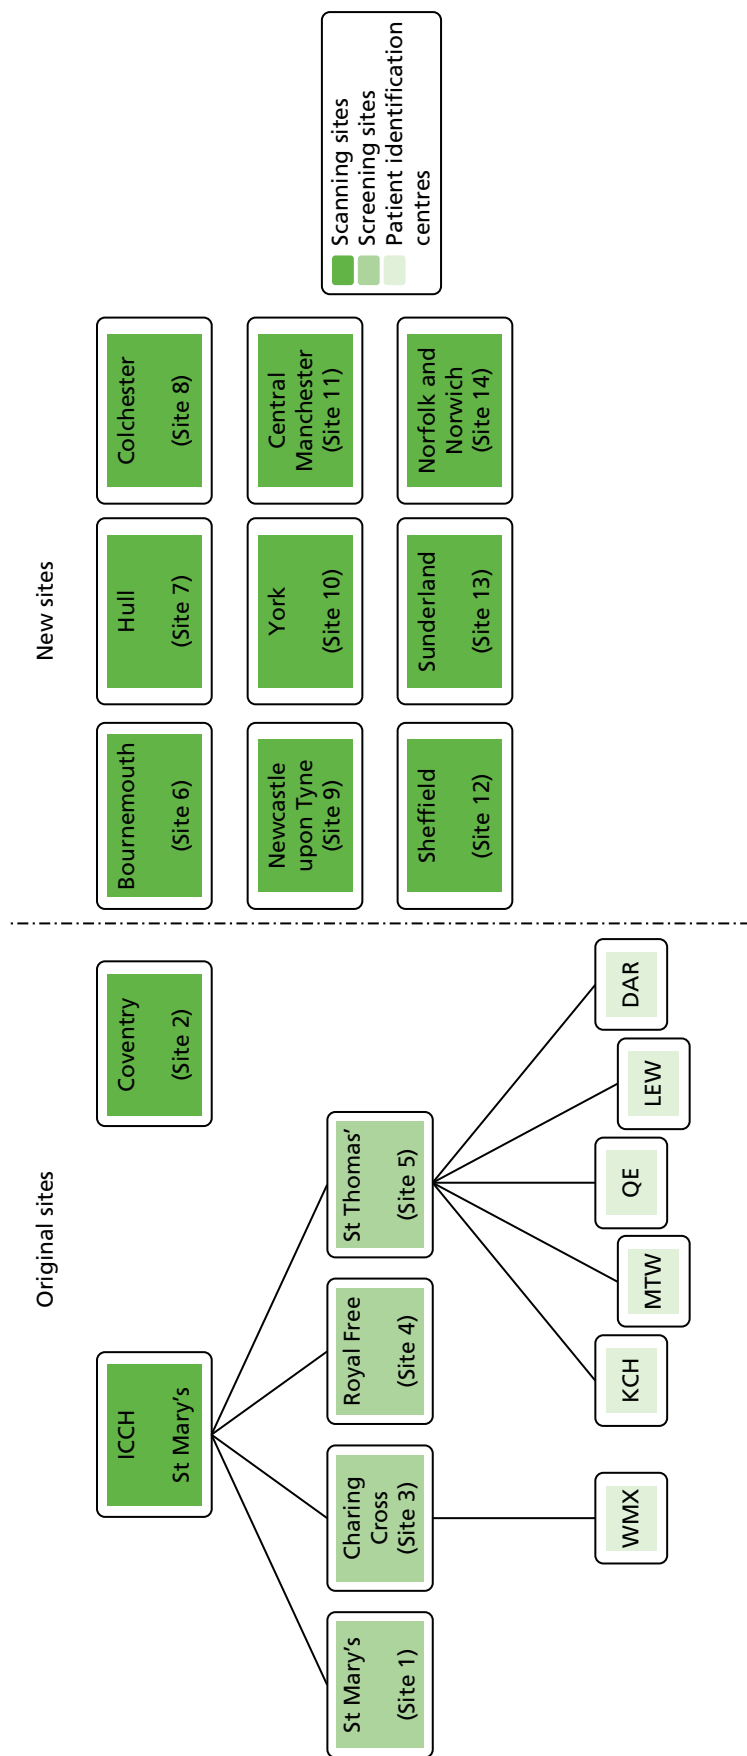 Original sites
New sites
ICCH
St Mary's
Coventry
(Site 2)
St Mary's
(Site 1)
Charing
Cross
(Site 3)
Royal Free
(Site 4)
St Thomas'
(Site 5)
WMX
KCH
MTW
QE
LEW
DAR
Bournemouth
(Site 6)
Hull
(Site 7)
Colchester
(Site 8)
Newcastle
upon Tyne
(Site 9)
York
(Site 10)
Central
Manchester
(Site 11)
Sheffield
(Site 12)
Sunderland
(Site 13)
Norfolk and
Norwich
(Site 14)
Scanning sites
Screening sites
Patient identification
centres